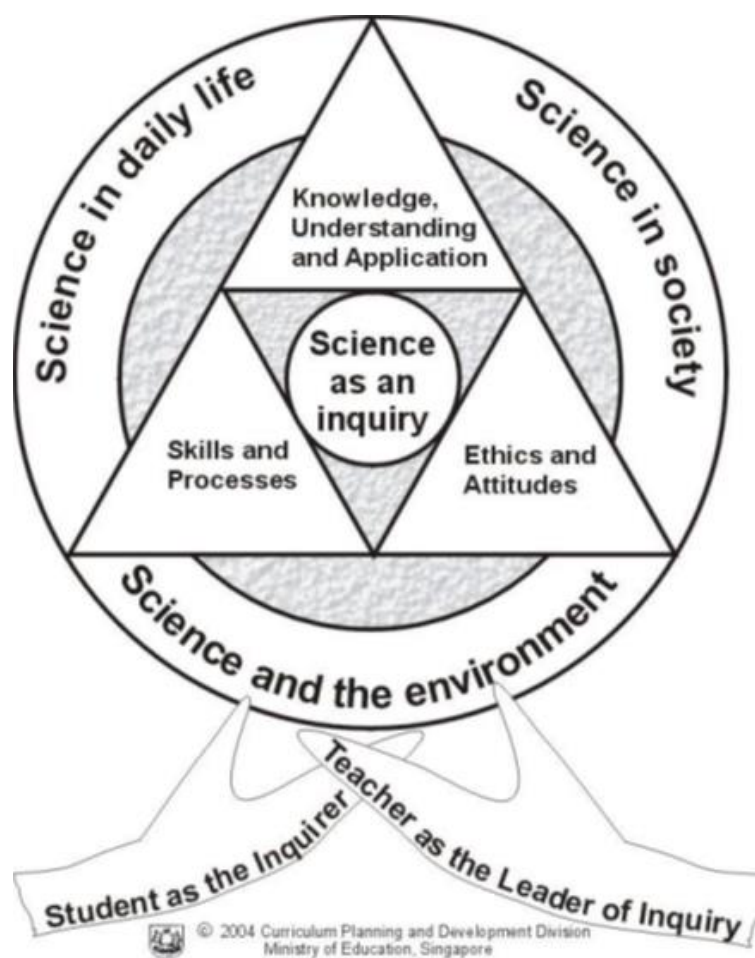 Science in daily life
Science in society
Knowledge,
Understanding
and Application
Science
as an
inquiry
Skills and
Processes
Ethics and
Attitudes
Science and the environment
Student as the Inquirer
Teacher as the Leader of Inquiry
© 2004 Curriculum Planning and Development Division
Ministry of Education, Singapore